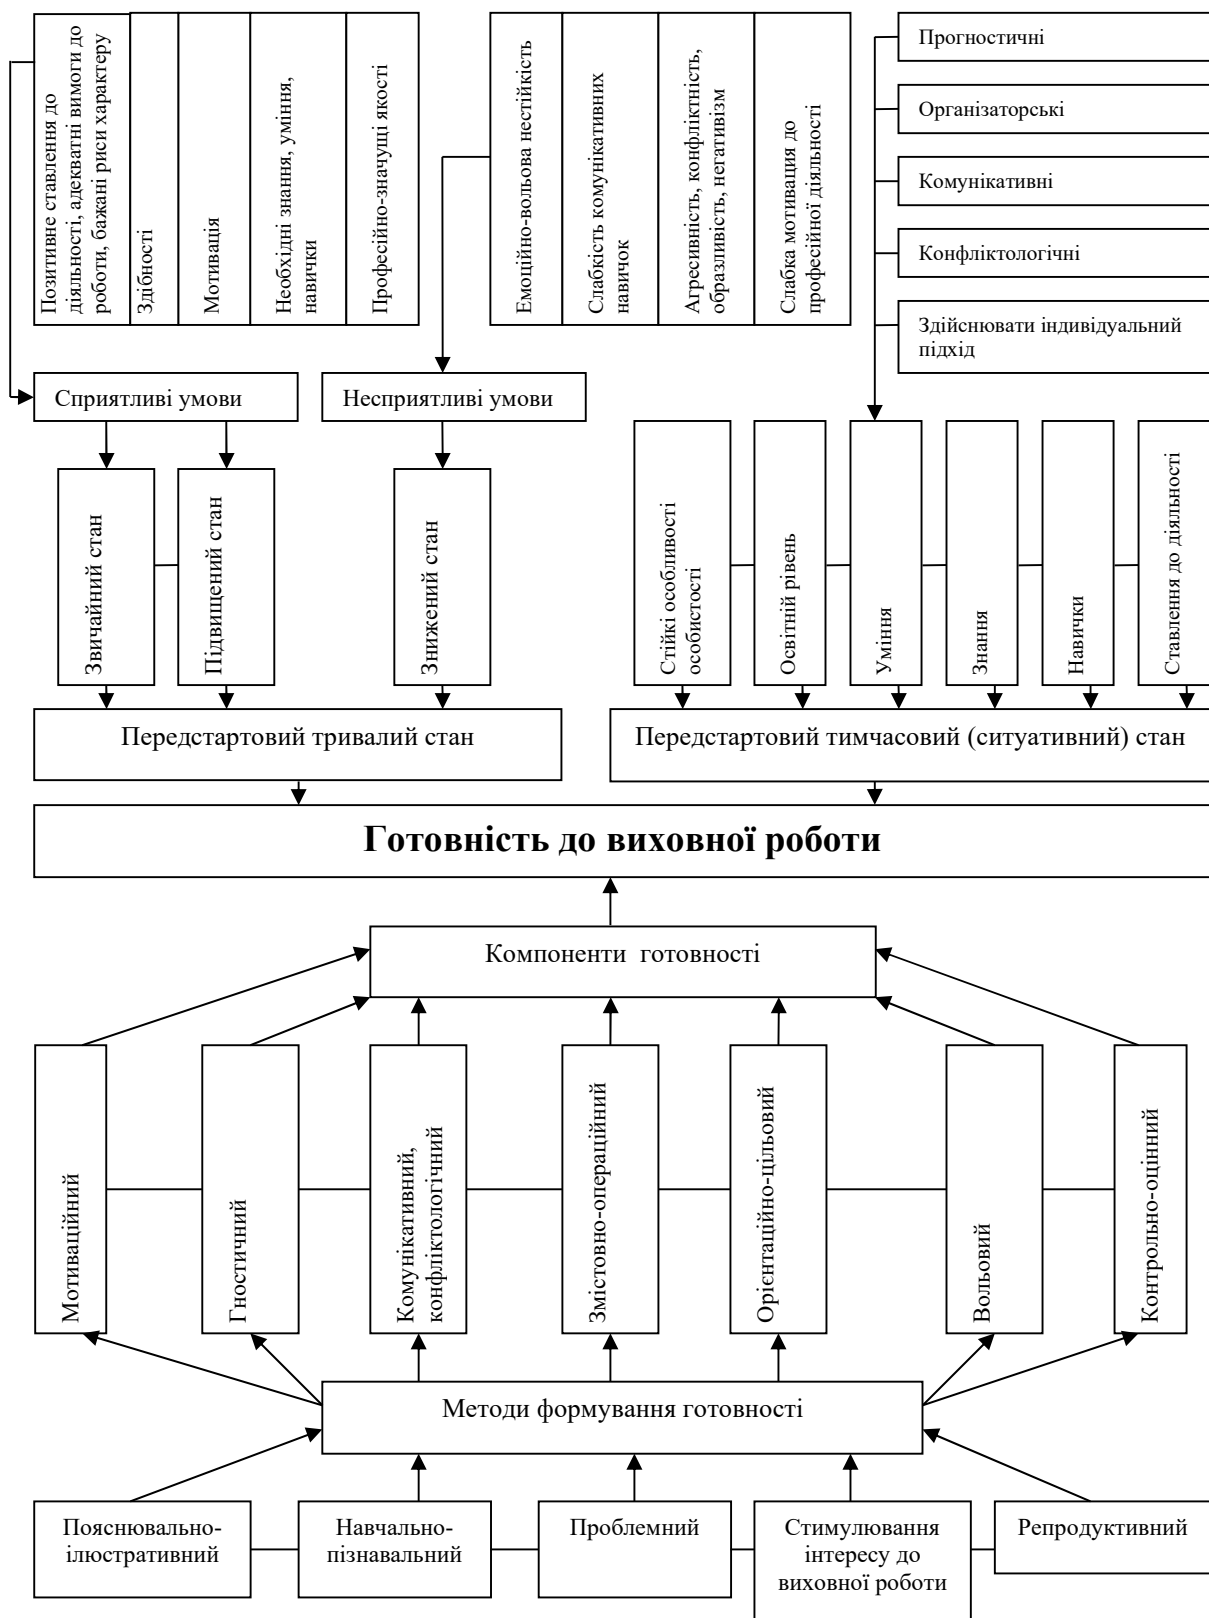 Позитивне ставлення до
діяльності, адекватні вимоги до
роботи, бажані риси характеру
Здібності
Мотивація
Необхідні знання, уміння,
навички
Професійно-значущі якості
Емоційно-вольова нестійкість
Слабкість комунікативних
навичок
Агресивність, конфліктність,
образливість, негативізм
Слабка мотивація до
професійної діяльності
Прогностичні
Організаторські
Комунікативні
Конфліктологічні
Здійснювати індивідуальний
підхід
Сприятливі умови
Несприятливі умови
Звичайний стан
Підвищений стан
Знижений стан
Стійкі особливості
особистості
Освітній рівень
Уміння
Знання
Навички
Ставлення до діяльності
Передстартовий тривалий стан
Передстартовий тимчасовий (ситуативний) стан
Готовність до виховної роботи
Компоненти готовності
Мотиваційний
Гностичний
Комунікативний,
конфліктологічний
Змістовно-операційний
Орієнтаційно-цільовий
Вольовий
Контрольно-оцінний
Методи формування готовності
Пояснювально-
ілюстративний
Навчально-
пізнавальний
Проблемний
Стимулювання
інтересу до
виховної роботи
Репродуктивний